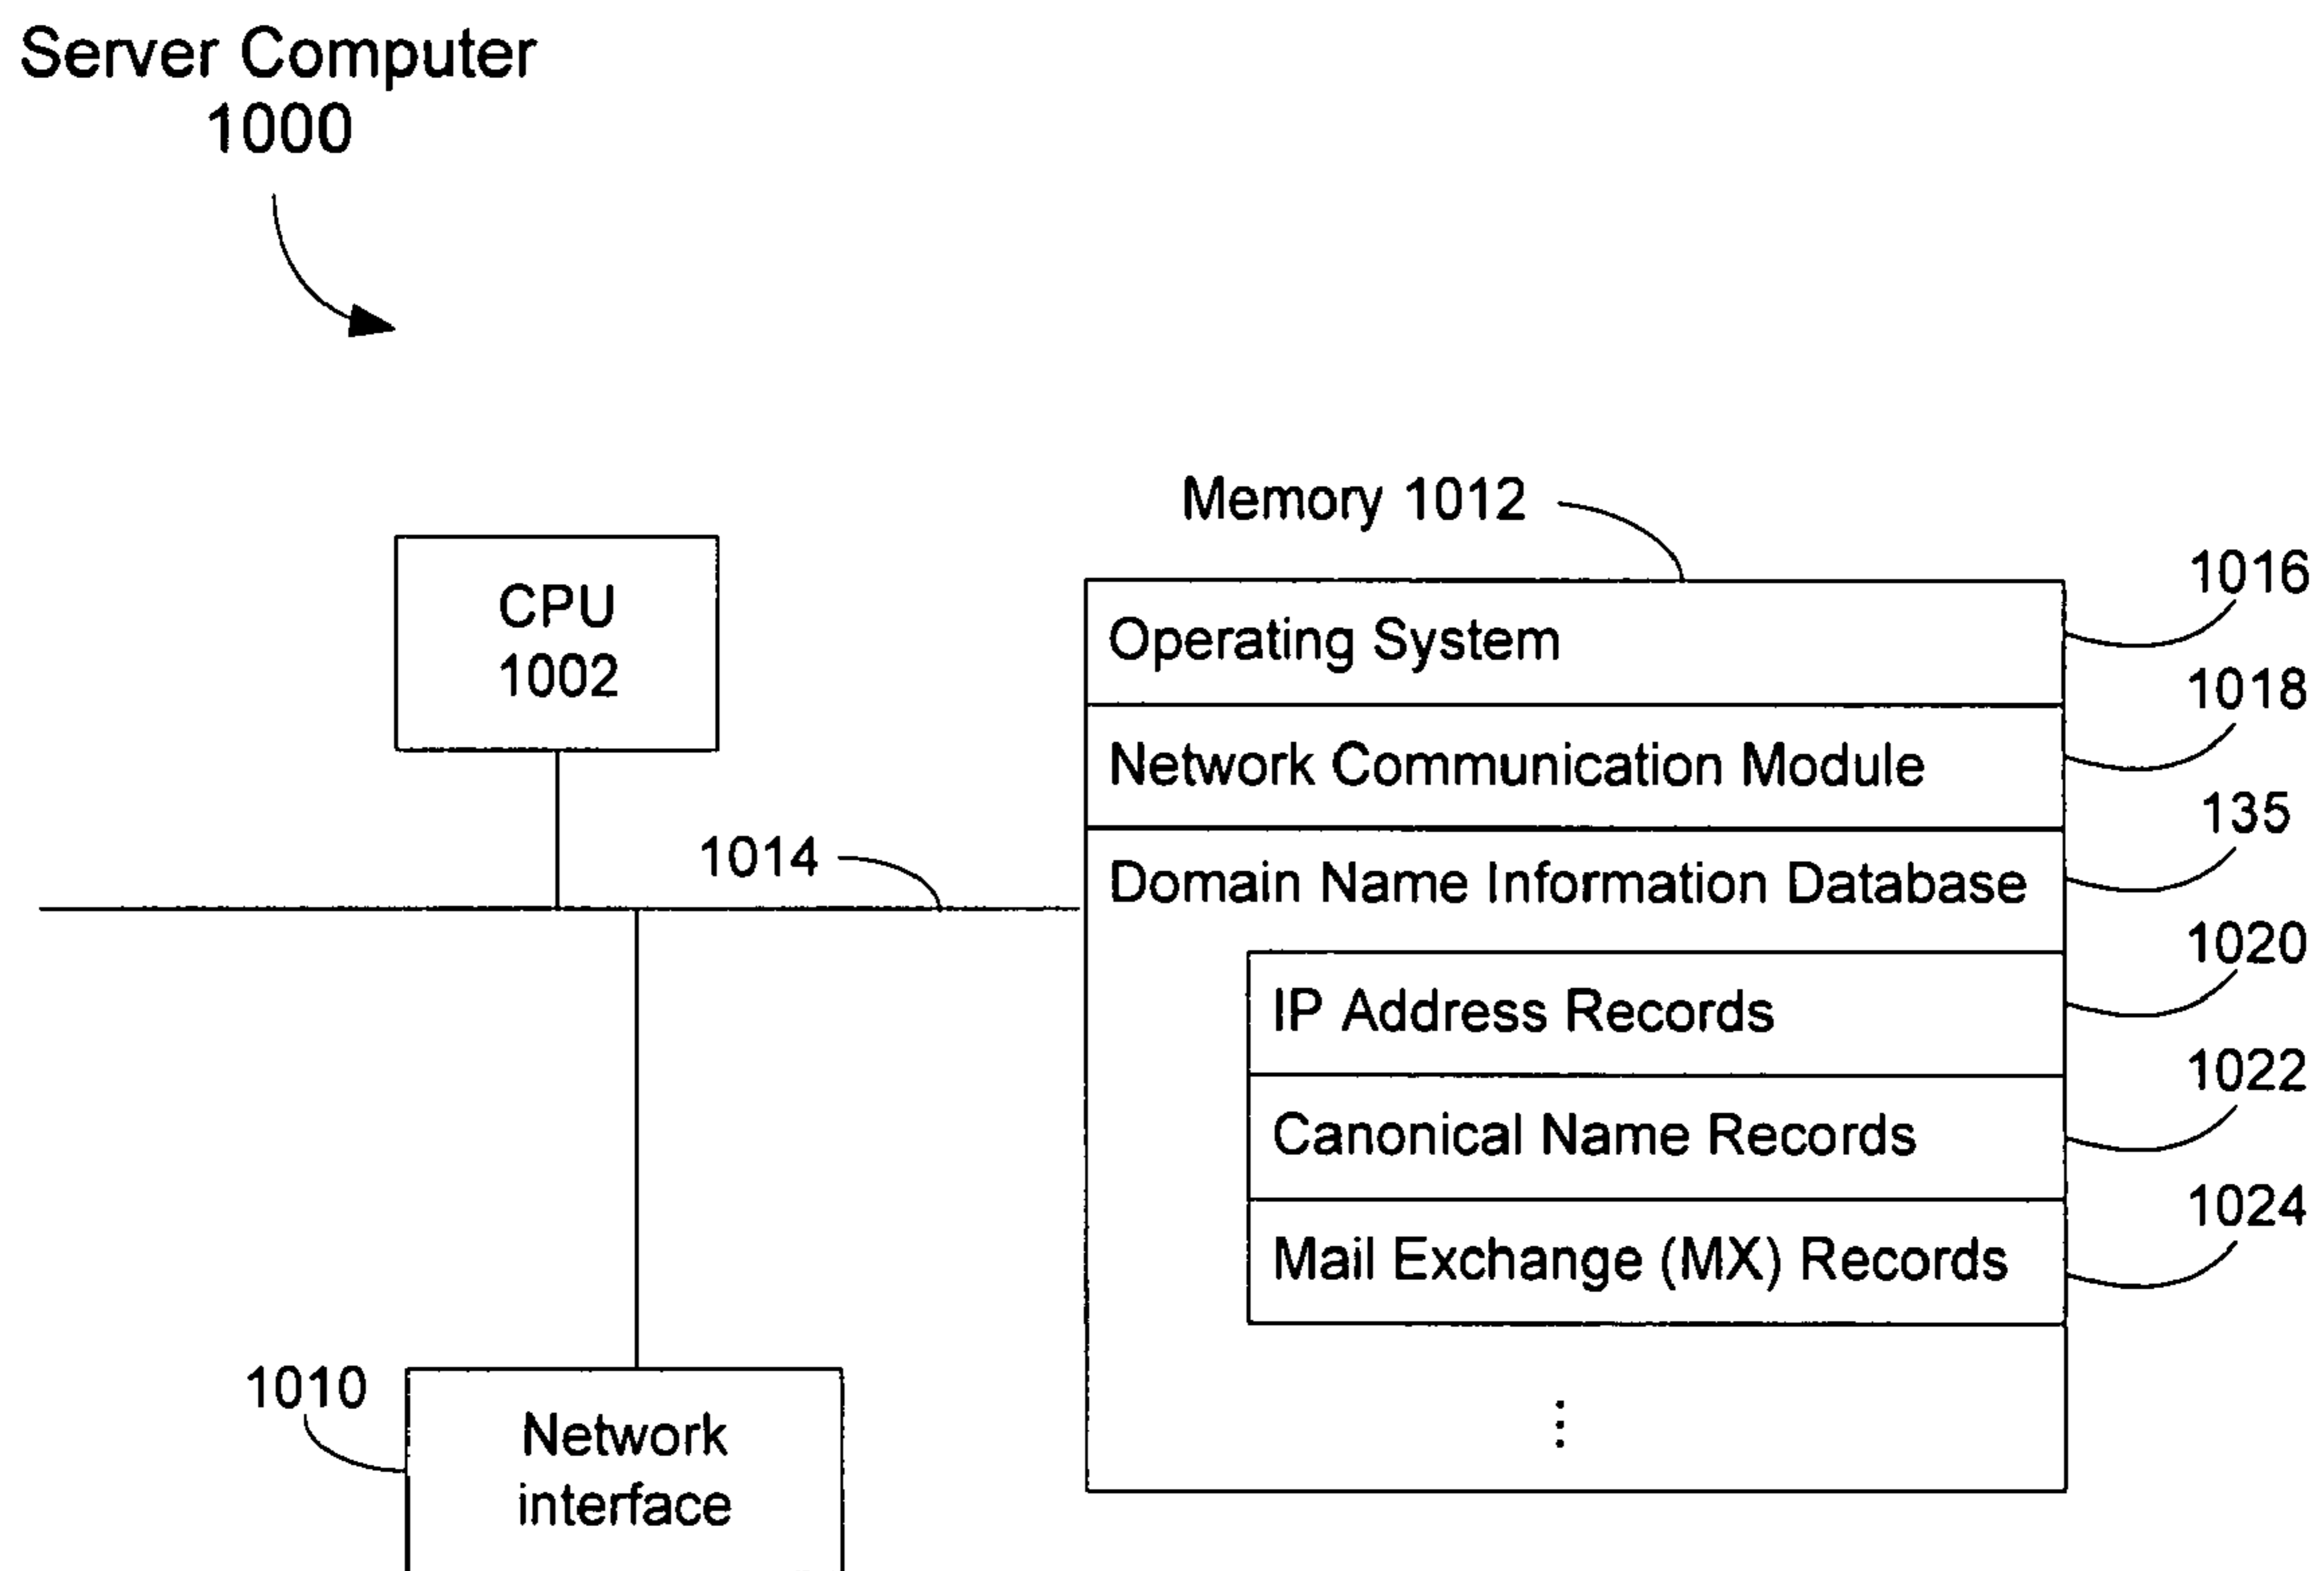 Server Computer
1000
Memory 1012
1016
CPU
1002
Operating System
1018
Network Communication Module
135
1014
Domain Name Information Database
1020
IP Address Records
1022
Canonical Name Records
1024
Mail Exchange (MX) Records
1010
Network
interface